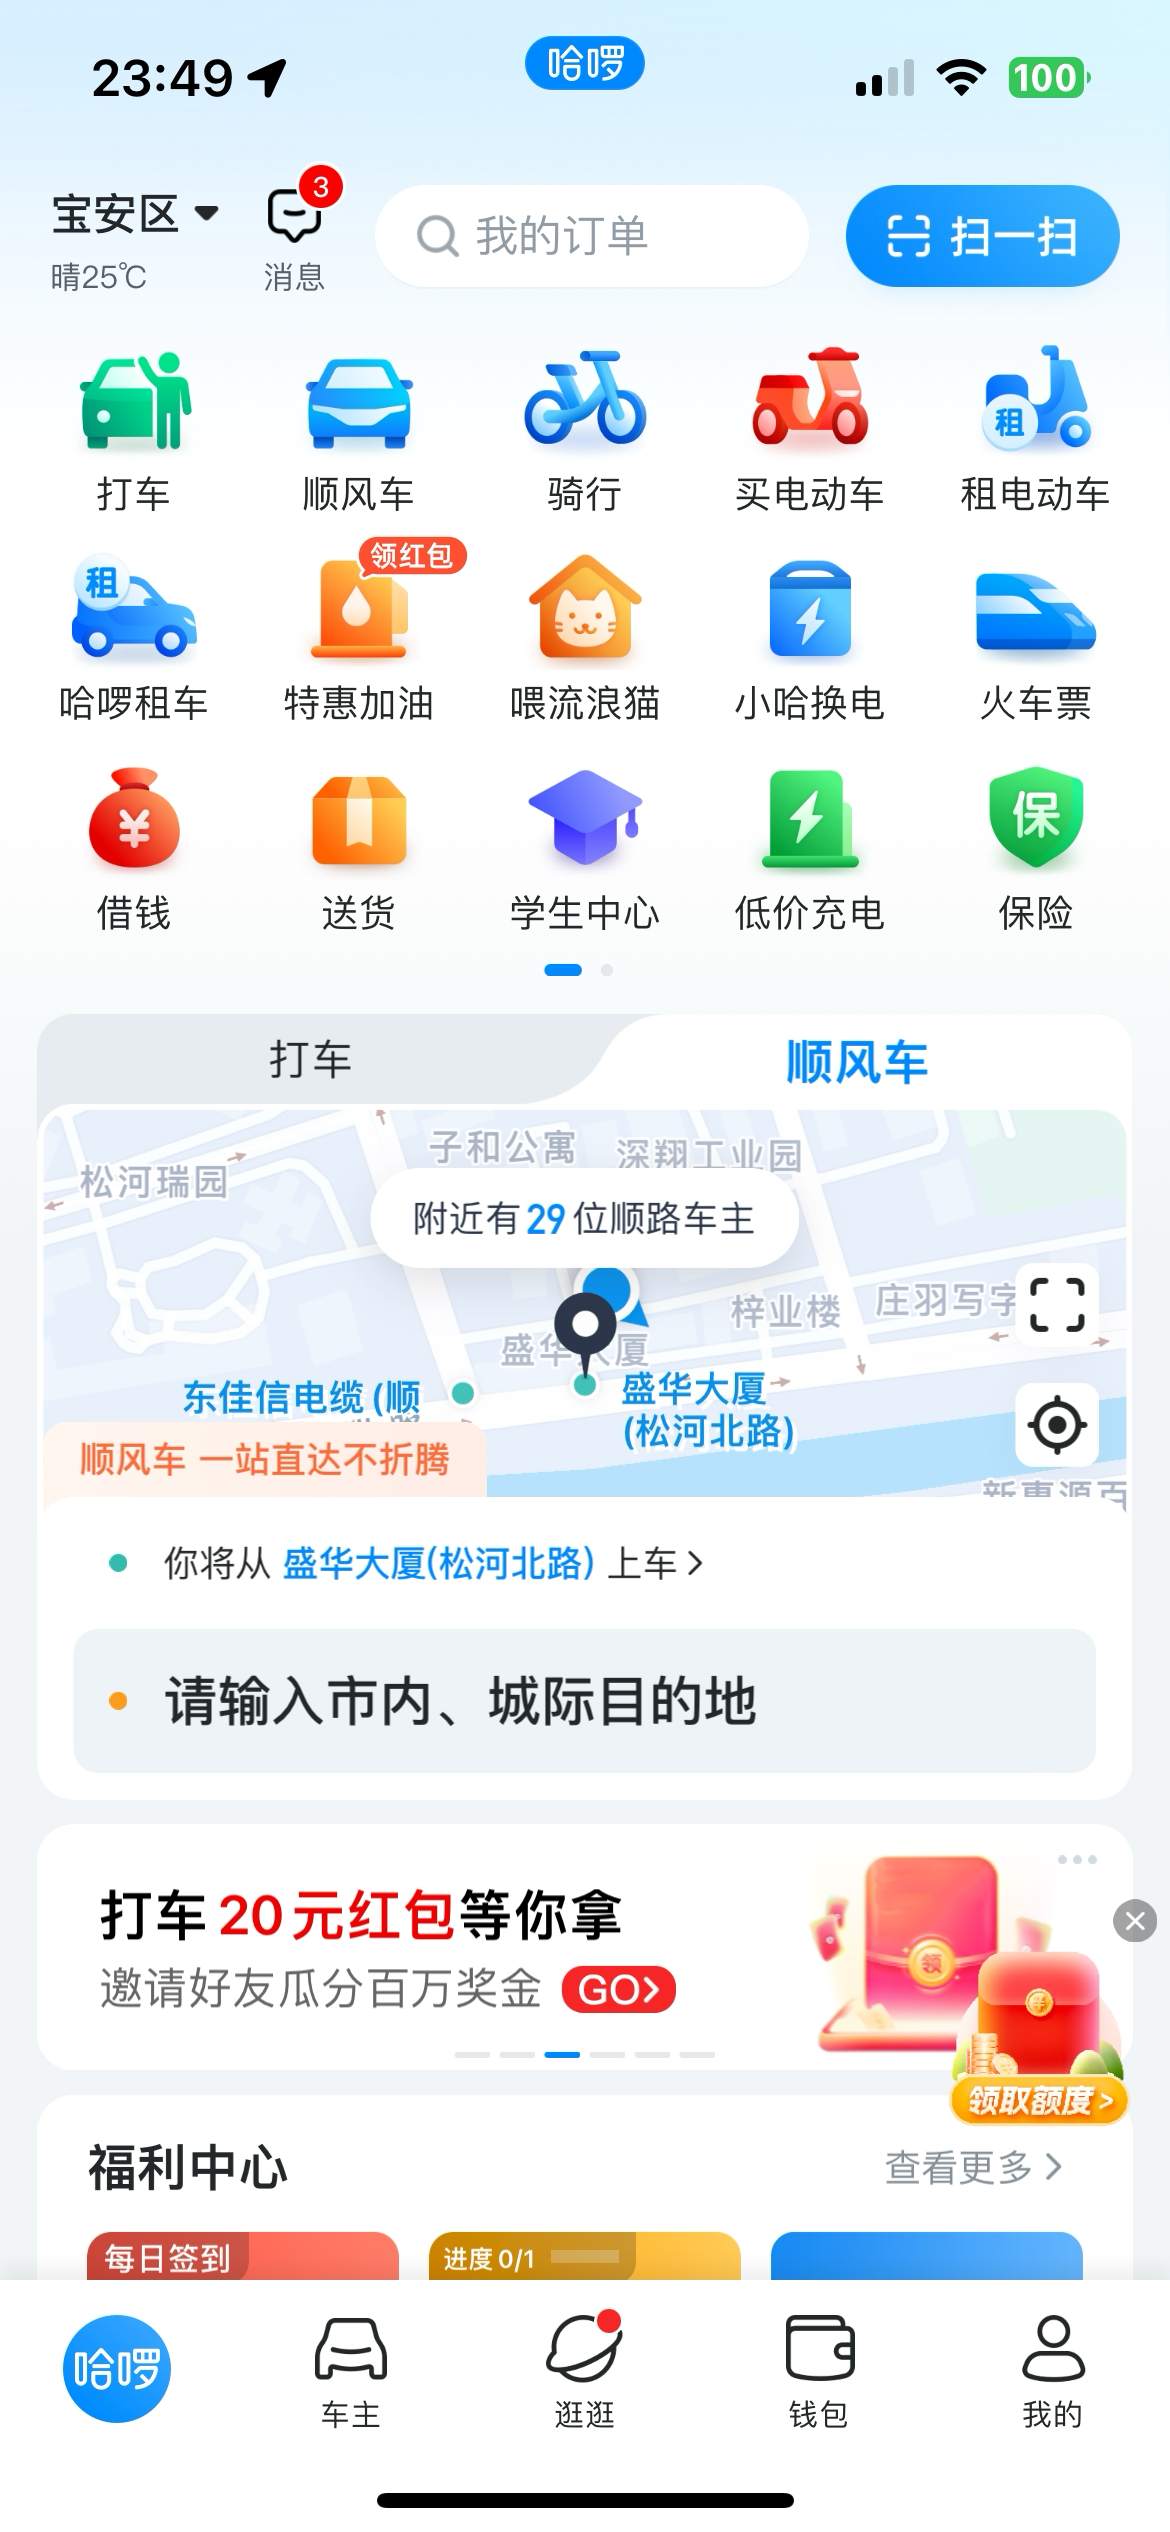 23:49
哈啰
100
宝安区
晴25℃
3
消息
我的订单
扫一扫
打车
顺风车
骑行
买电动车
租
租电动车
租
哈啰租车
领红包
特惠加油
喂流浪猫
小哈换电
火车票
¥
借钱
送货
学生中心
低价充电
保
保险
打车
顺风车
子和公寓
深翔工业园
松河瑞园
附近有29位顺路车主
梓业楼
庄羽写字
盛华大厦
东佳信电缆(顺
盛华大厦
(松河北路)
顺风车 一站直达不折腾
新惠源百
你将从 盛华大厦(松河北路) 上车
请输入市内、城际目的地
打车20元红包等你拿
邀请好友瓜分百万奖金 GO>
领
¥
领取额度>
福利中心
查看更多
每日签到
进度0/1
哈啰
车主
逛逛
钱包
我的